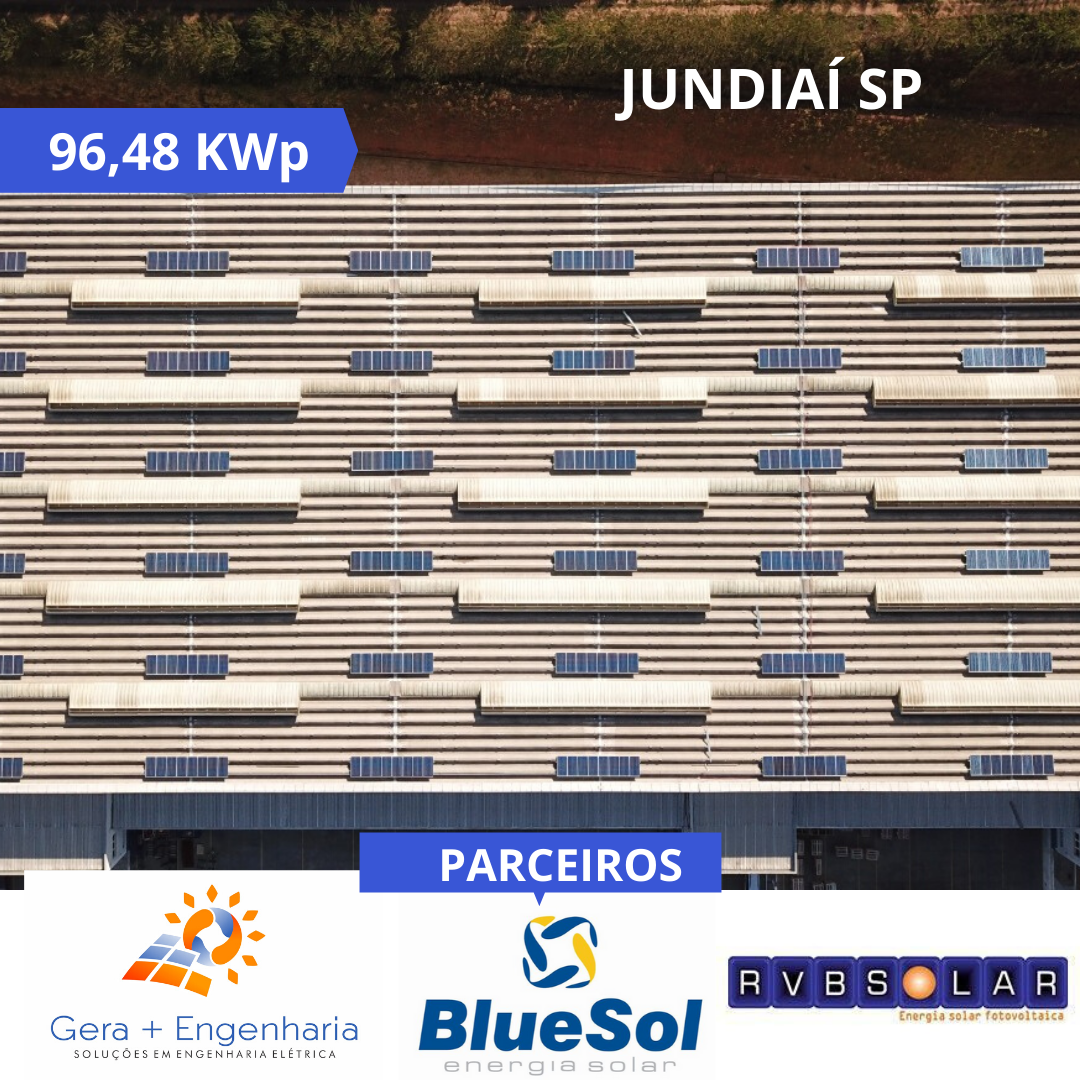 JUNDIAÍ SP
96,48 KWp
PARCEIROS
Gera + Engenharia
SOLUÇÕES EM ENGENHARIA ELÉTRICA
BlueSol
energia solar
RVBSOLAR
Energia solar fotovoltaica